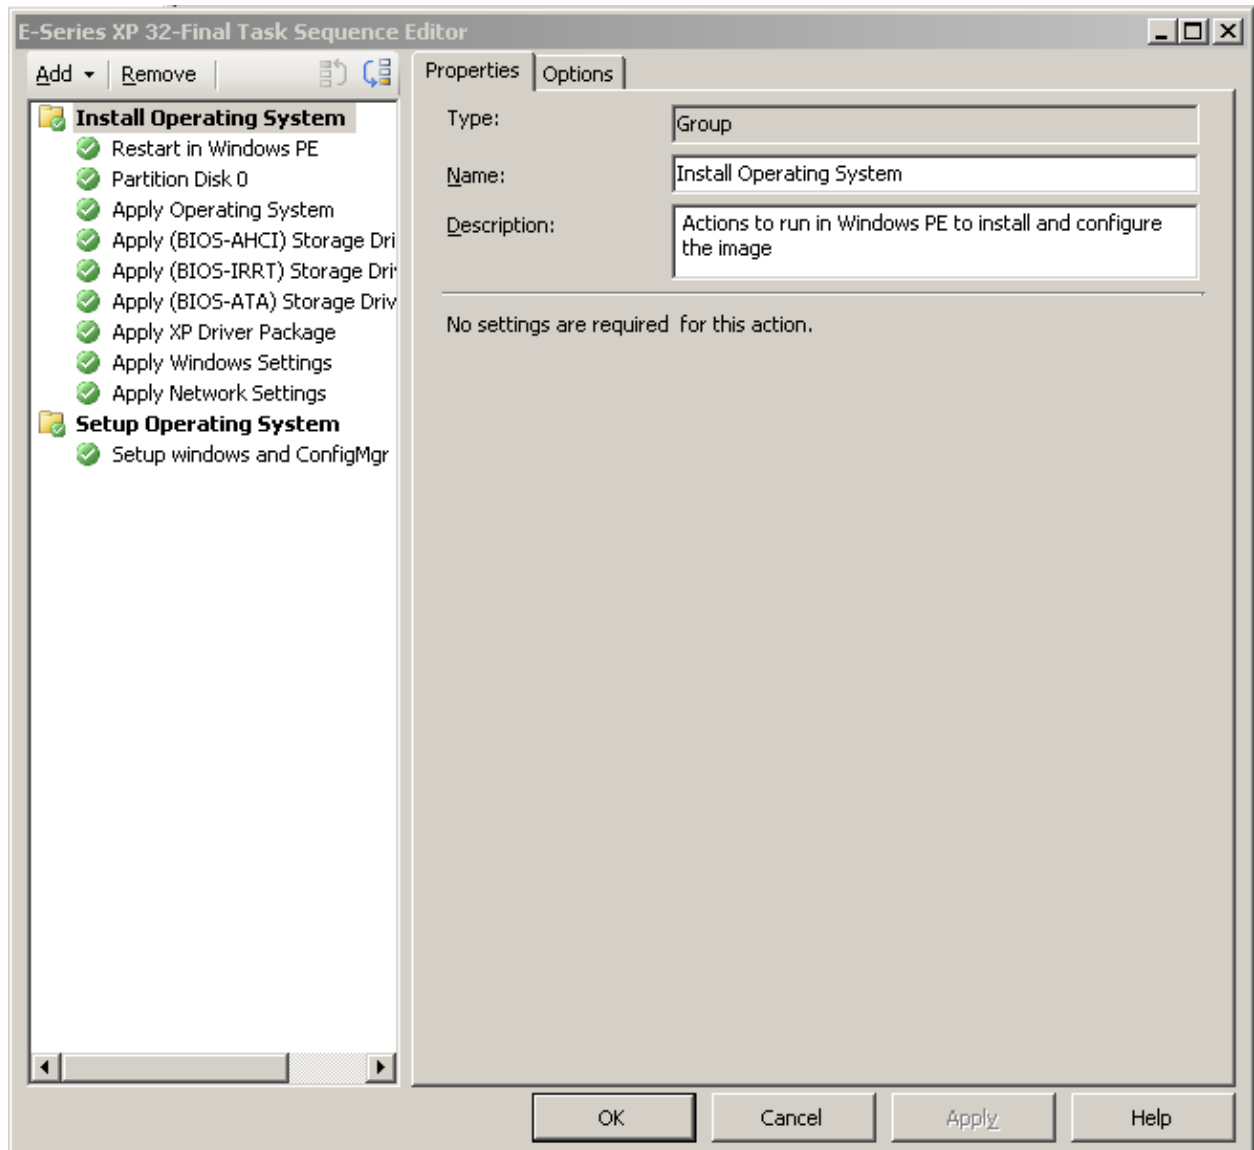 E-Series XP 32-Final Task Sequence Editor
Add Remove
Install Operating System
Restart in Windows PE
Partition Disk 0
Apply Operating System
Apply (BIOS-AHCI) Storage Dri
Apply (BIOS-IRRT) Storage Dri
Apply (BIOS-ATA) Storage Driv
Apply XP Driver Package
Apply Windows Settings
Apply Network Settings
Setup Operating System
Setup windows and ConfigMgr
Properties Options
Type: Group
Name: Install Operating System
Description: Actions to run in Windows PE to install and configure
the image
No settings are required for this action.
OK Cancel Apply Help